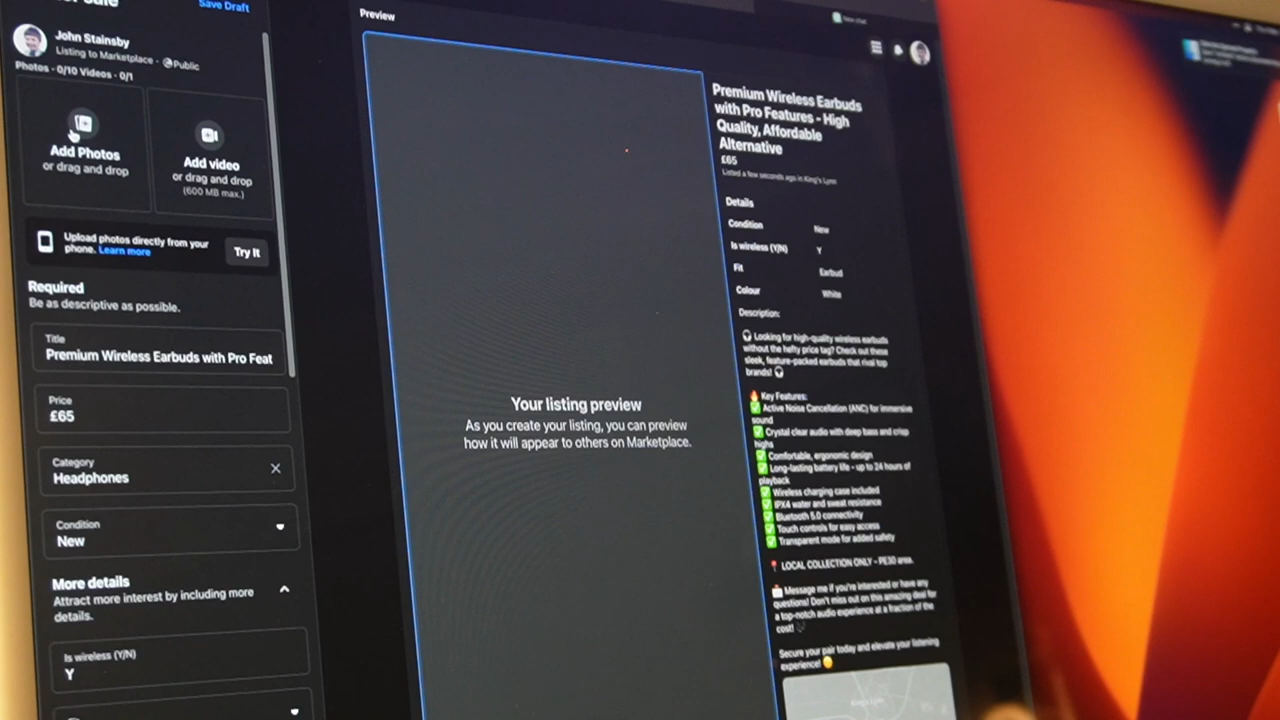 Save Draft
John Stainsby
Listing to Marketplace · Public
Photos · 0/10 Videos · 0/1
Add Photos
or drag and drop
Add video
or drag and drop
(600 MB max.)
Upload photos directly from your
phone. Learn more
Try It
Required
Be as descriptive as possible.
Title
Premium Wireless Earbuds with Pro Feat
Price
£65
Category
Headphones
Condition
New
More details
Attract more interest by including more
details.
Is wireless (Y/N)
Y
Preview
Your listing preview
As you create your listing, you can preview
how it will appear to others on Marketplace.
New chat
Premium Wireless Earbuds
with Pro Features - High
Quality, Affordable
Alternative
£65
Listed a few seconds ago in King's Lynn
Details
Condition New
Is wireless (Y/N) Y
Fit Earbud
Colour White
Description:
🎧 Looking for high-quality wireless earbuds
without the hefty price tag? Check out these
sleek, feature-packed earbuds that rival top
brands! 🎧
🔥 Key Features:
✅ Active Noise Cancellation (ANC) for immersive
sound
✅ Crystal clear audio with deep bass and crisp
highs
✅ Comfortable, ergonomic design
✅ Long-lasting battery life - up to 24 hours of
playback
✅ Wireless charging case included
✅ IPX4 water and sweat resistance
✅ Bluetooth 5.0 connectivity
✅ Touch controls for easy access
✅ Transparent mode for added safety
📍 LOCAL COLLECTION ONLY - PE30 area.
📩 Message me if you're interested or have any
questions! Don't miss out on this amazing deal for
a top-notch audio experience at a fraction of the
cost!
Secure your pair today and elevate your listening
experience! 😊
King's Lynn